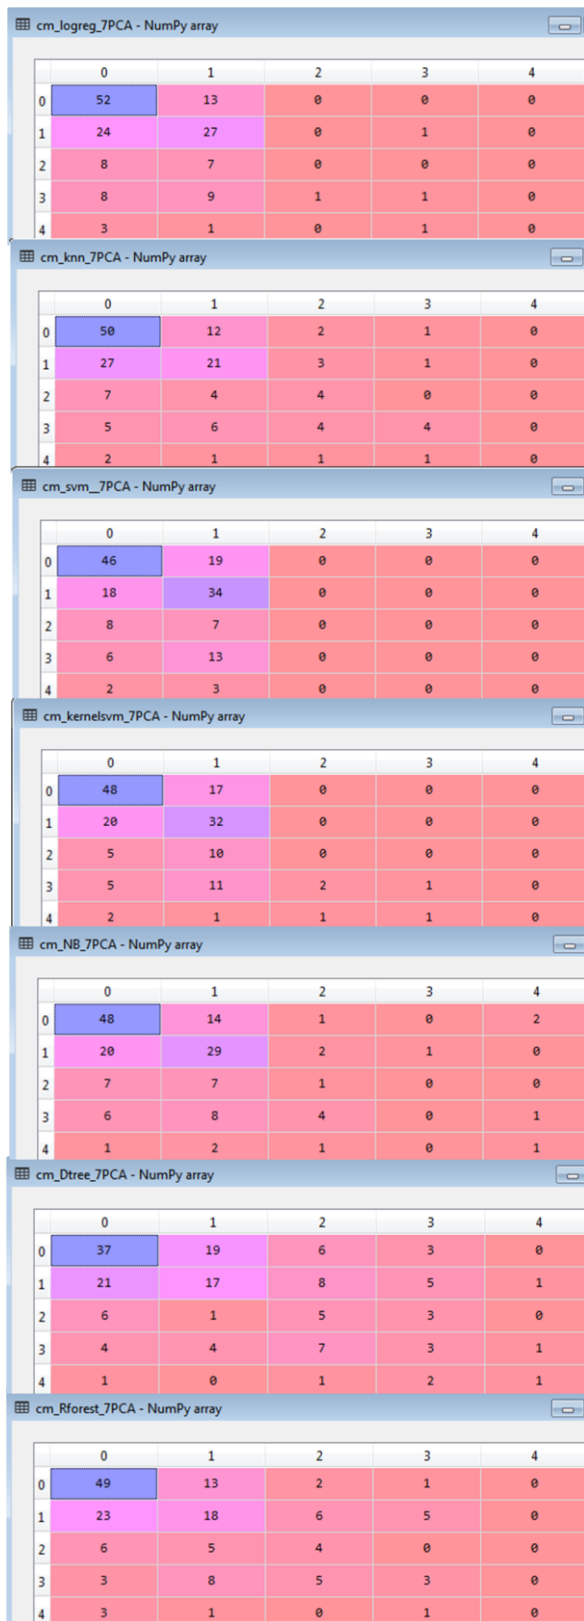 cm_logreg_7PCA - NumPy array
0 1 2 3 4
0 52 13 0 0 0
1 24 27 0 1 0
2 8 7 0 0 0
3 8 9 1 1 0
4 3 1 0 1 0
cm_knn_7PCA - NumPy array
0 1 2 3 4
0 50 12 2 1 0
1 27 21 3 1 0
2 7 4 4 0 0
3 5 6 4 4 0
4 2 1 1 1 0
cm_svm__7PCA - NumPy array
0 1 2 3 4
0 46 19 0 0 0
1 18 34 0 0 0
2 8 7 0 0 0
3 6 13 0 0 0
4 2 3 0 0 0
cm_kernelsvm_7PCA - NumPy array
0 1 2 3 4
0 48 17 0 0 0
1 20 32 0 0 0
2 5 10 0 0 0
3 5 11 2 1 0
4 2 1 1 1 0
cm_NB_7PCA - NumPy array
0 1 2 3 4
0 48 14 1 0 2
1 20 29 2 1 0
2 7 7 1 0 0
3 6 8 4 0 1
4 1 2 1 0 1
cm_Dtree_7PCA - NumPy array
0 1 2 3 4
0 37 19 6 3 0
1 21 17 8 5 1
2 6 1 5 3 0
3 4 4 7 3 1
4 1 0 1 2 1
cm_Rforest_7PCA - NumPy array
0 1 2 3 4
0 49 13 2 1 0
1 23 18 6 5 0
2 6 5 4 0 0
3 3 8 5 3 0
4 3 1 0 1 0